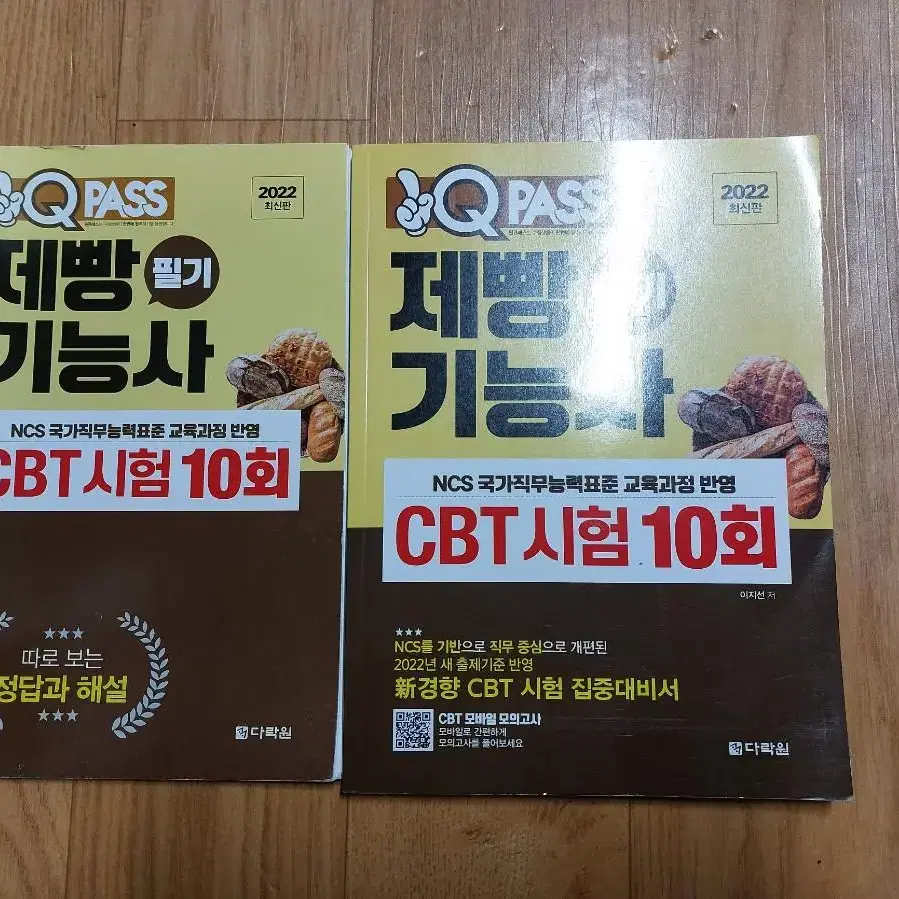 Q PASS
2022
최신판
제빵 필기
기능사
NCS 국가직무능력표준 교육과정 반영
CBT 시험 10회
따로 보는
정답과 해설
다락원
Q PASS
2022
최신판
제빵
기능사
NCS 국가직무능력표준 교육과정 반영
CBT 시험 10회
이지선 저
NCS를 기반으로 직무 중심으로 개편된
2022년 새 출제기준 반영
新경향 CBT 시험 집중대비서
CBT 모바일 모의고사
모바일로 간편하게
모의고사를 풀어보세요
다락원